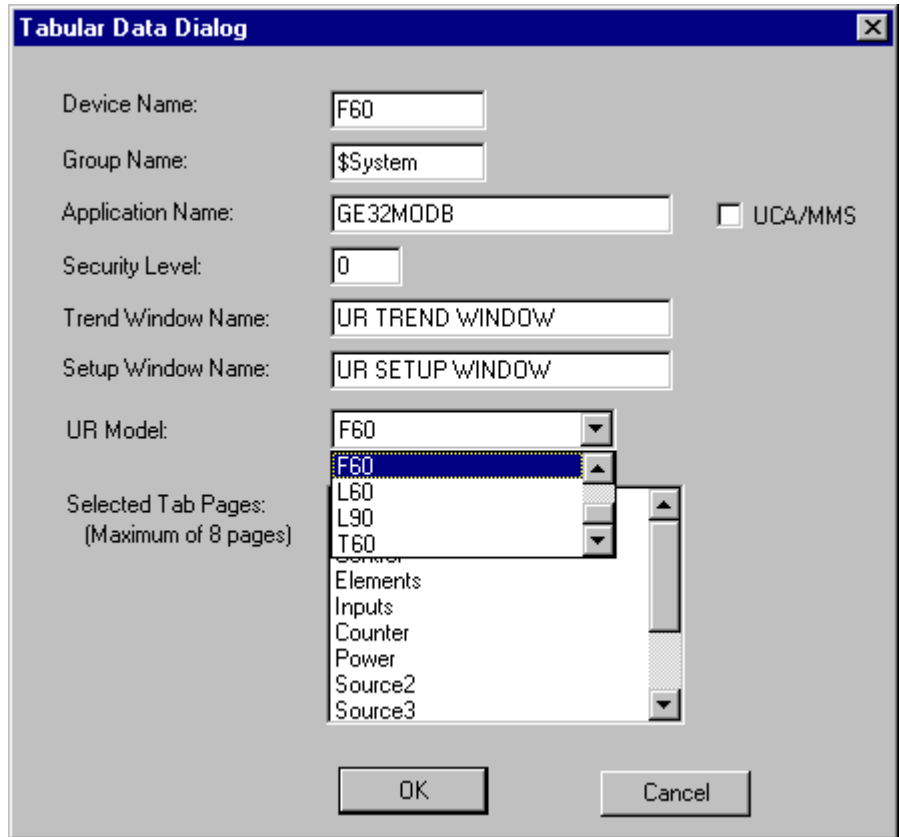 Tabular Data Dialog
Device Name: F60
Group Name: $System
Application Name: GE32MODB UCA/MMS
Security Level: 0
Trend Window Name: UR TREND WINDOW
Setup Window Name: UR SETUP WINDOW
UR Model: F60
F60
L60
L90
T60
Selected Tab Pages:
(Maximum of 8 pages)
Elements
Inputs
Counter
Power
Source2
Source3
OK Cancel